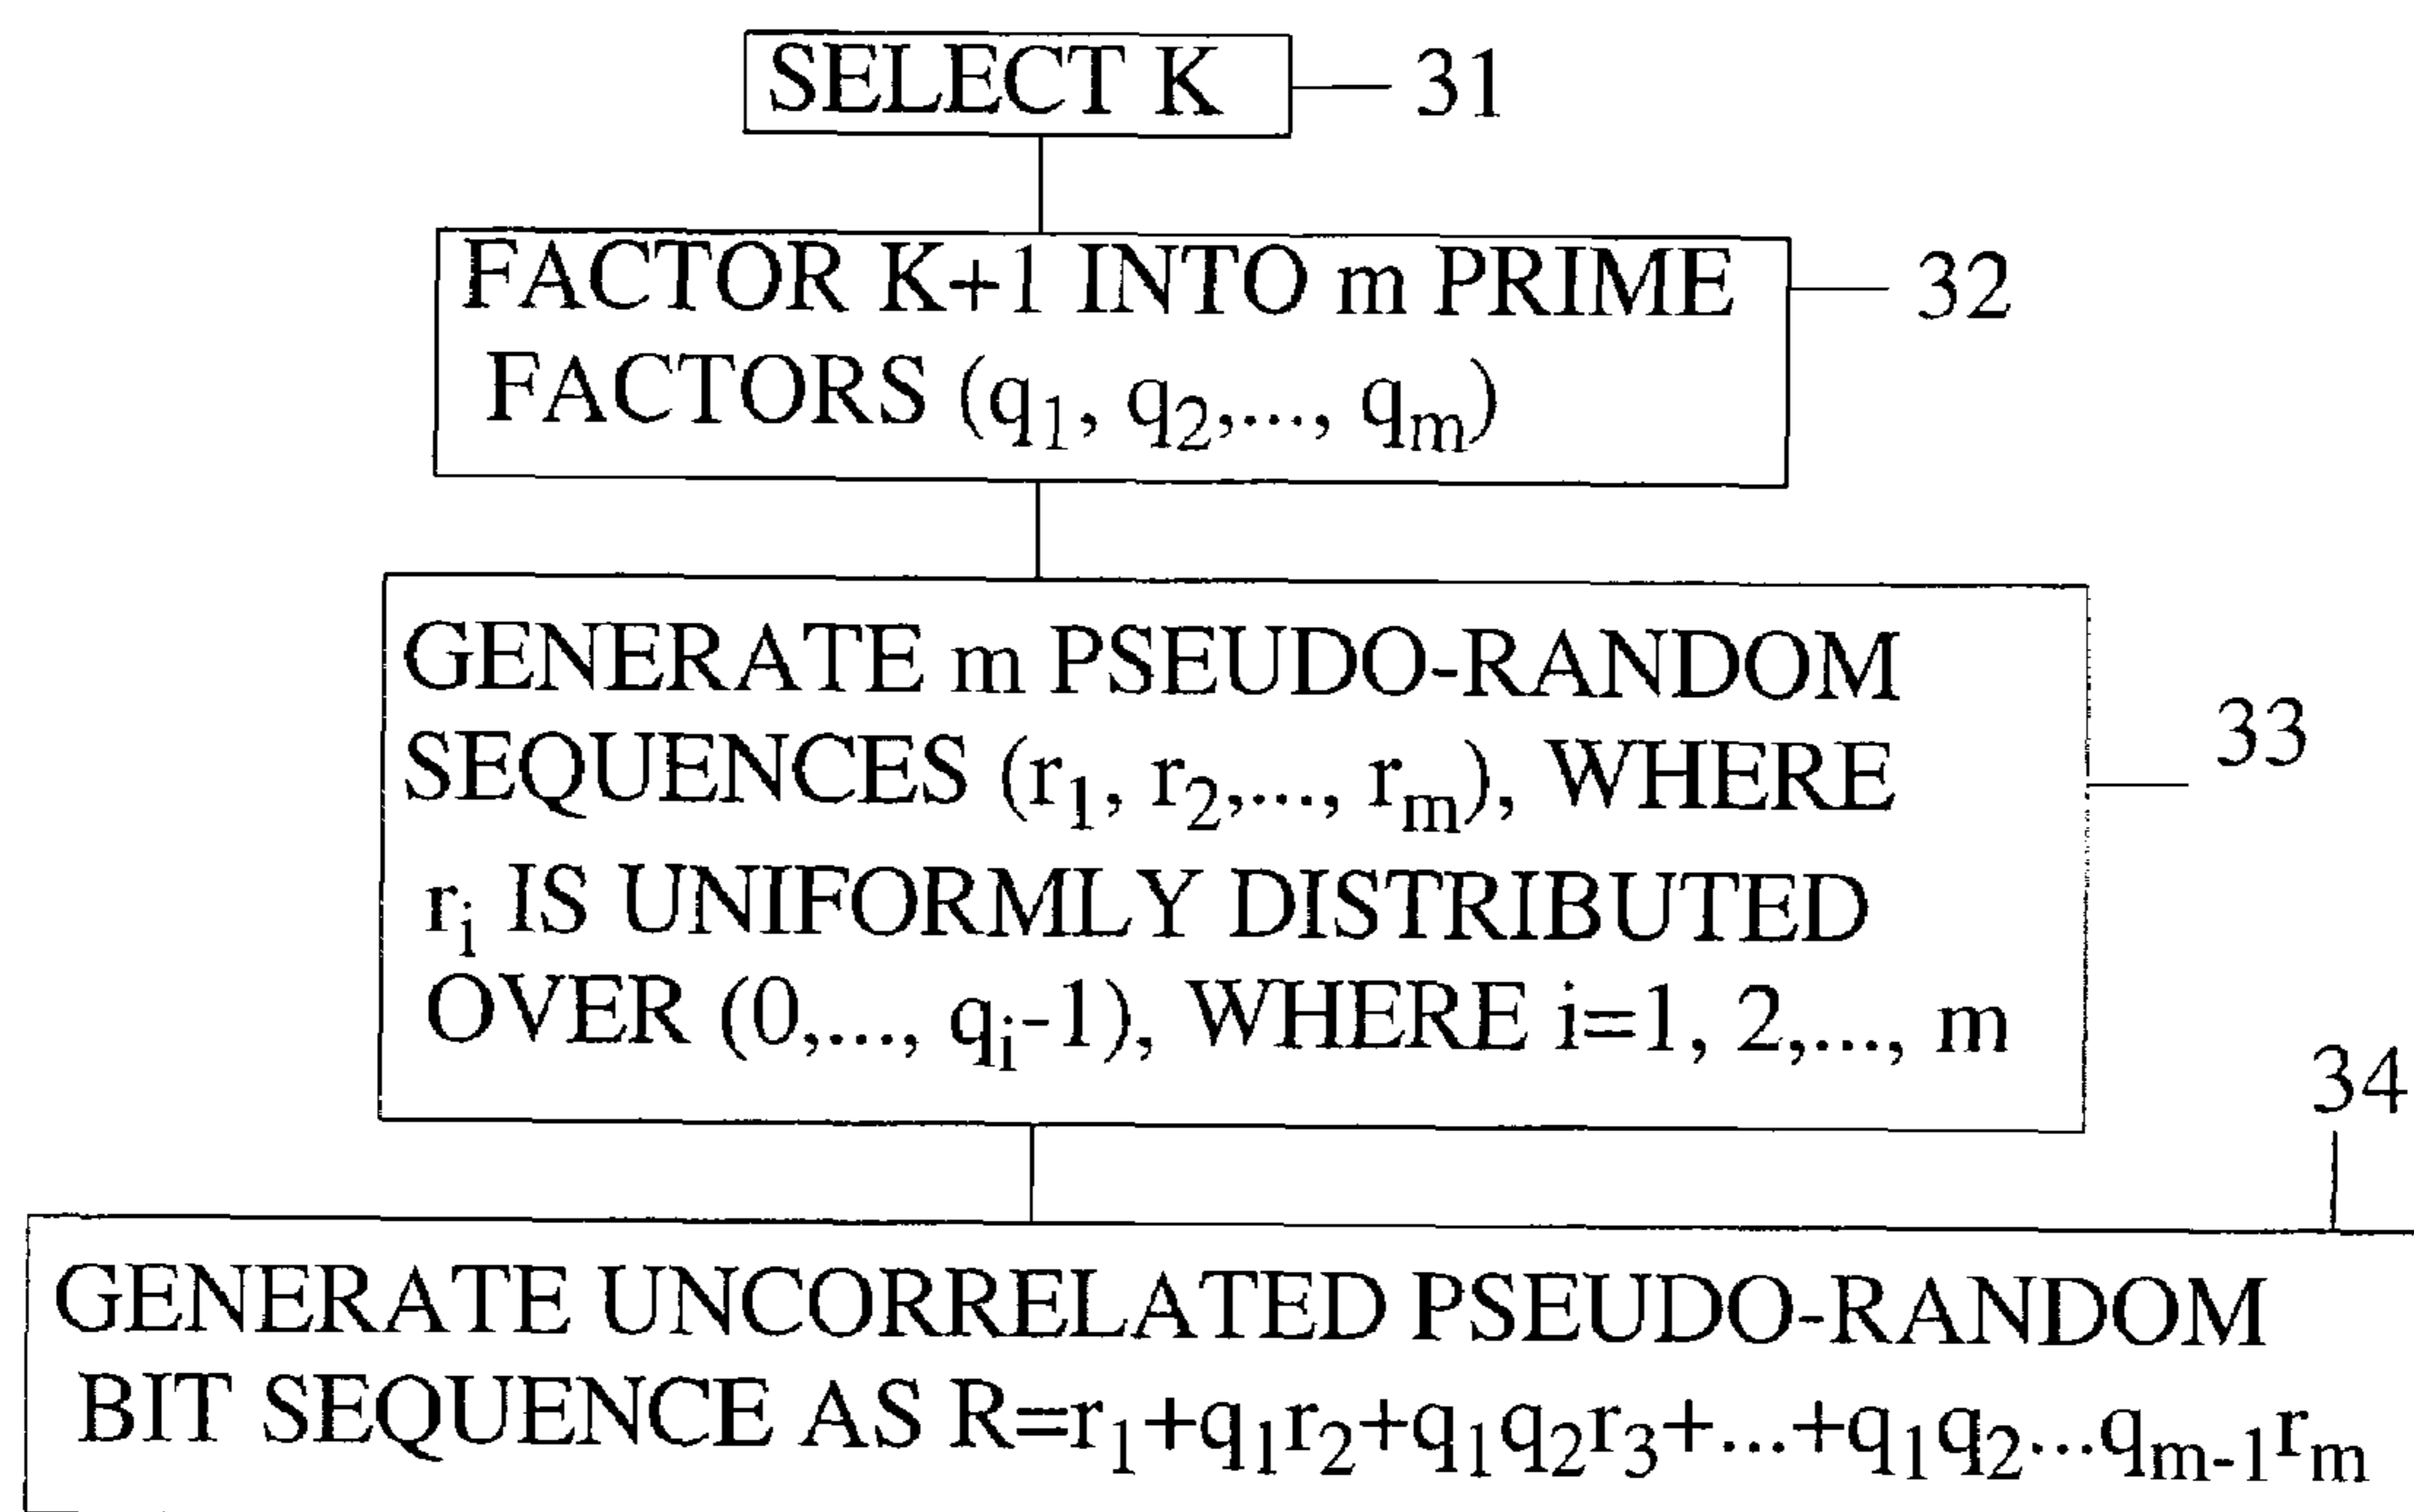 SELECT K
31
FACTOR K+1 INTO m PRIME
32
FACTORS (q₁, q₂,..., qₘ)
GENERATE m PSEUDO-RANDOM
SEQUENCES (r₁, r₂,..., rₘ), WHERE
33
rᵢ IS UNIFORMLY DISTRIBUTED
OVER (0,..., qᵢ-1), WHERE i=1, 2,..., m
34
GENERATE UNCORRELATED PSEUDO-RANDOM
BIT SEQUENCE AS R=r₁+q₁r₂+q₁q₂r₃+...+q₁q₂...qₘ₋₁rₘ